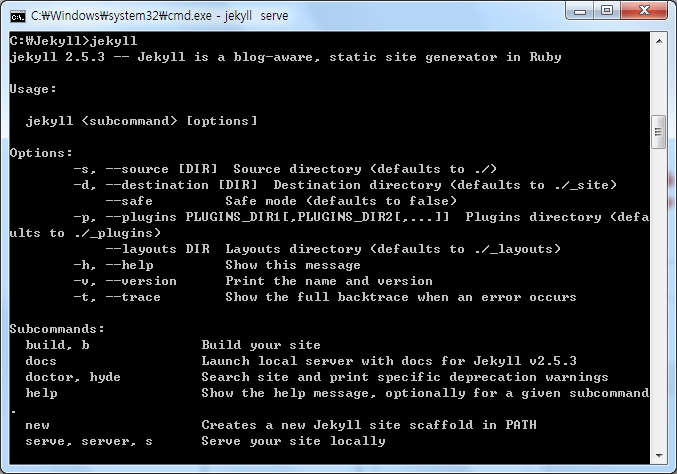 C:₩Windows₩system32₩cmd.exe - jekyll  serve
C:₩Jekyll>jekyll
jekyll 2.5.3 -- Jekyll is a blog-aware, static site generator in Ruby
Usage:
  jekyll <subcommand> [options]
Options:
        -s, --source [DIR]  Source directory (defaults to ./)
        -d, --destination [DIR]  Destination directory (defaults to ./_site)
            --safe         Safe mode (defaults to false)
        -p, --plugins PLUGINS_DIR1[,PLUGINS_DIR2[,...]]  Plugins directory (defa
ults to ./_plugins)
            --layouts DIR  Layouts directory (defaults to ./_layouts)
        -h, --help         Show this message
        -v, --version      Print the name and version
        -t, --trace        Show the full backtrace when an error occurs
Subcommands:
  build, b              Build your site
  docs                  Launch local server with docs for Jekyll v2.5.3
  doctor, hyde          Search site and print specific deprecation warnings
  help                  Show the help message, optionally for a given subcommand
.
  new                   Creates a new Jekyll site scaffold in PATH
  serve, server, s      Serve your site locally